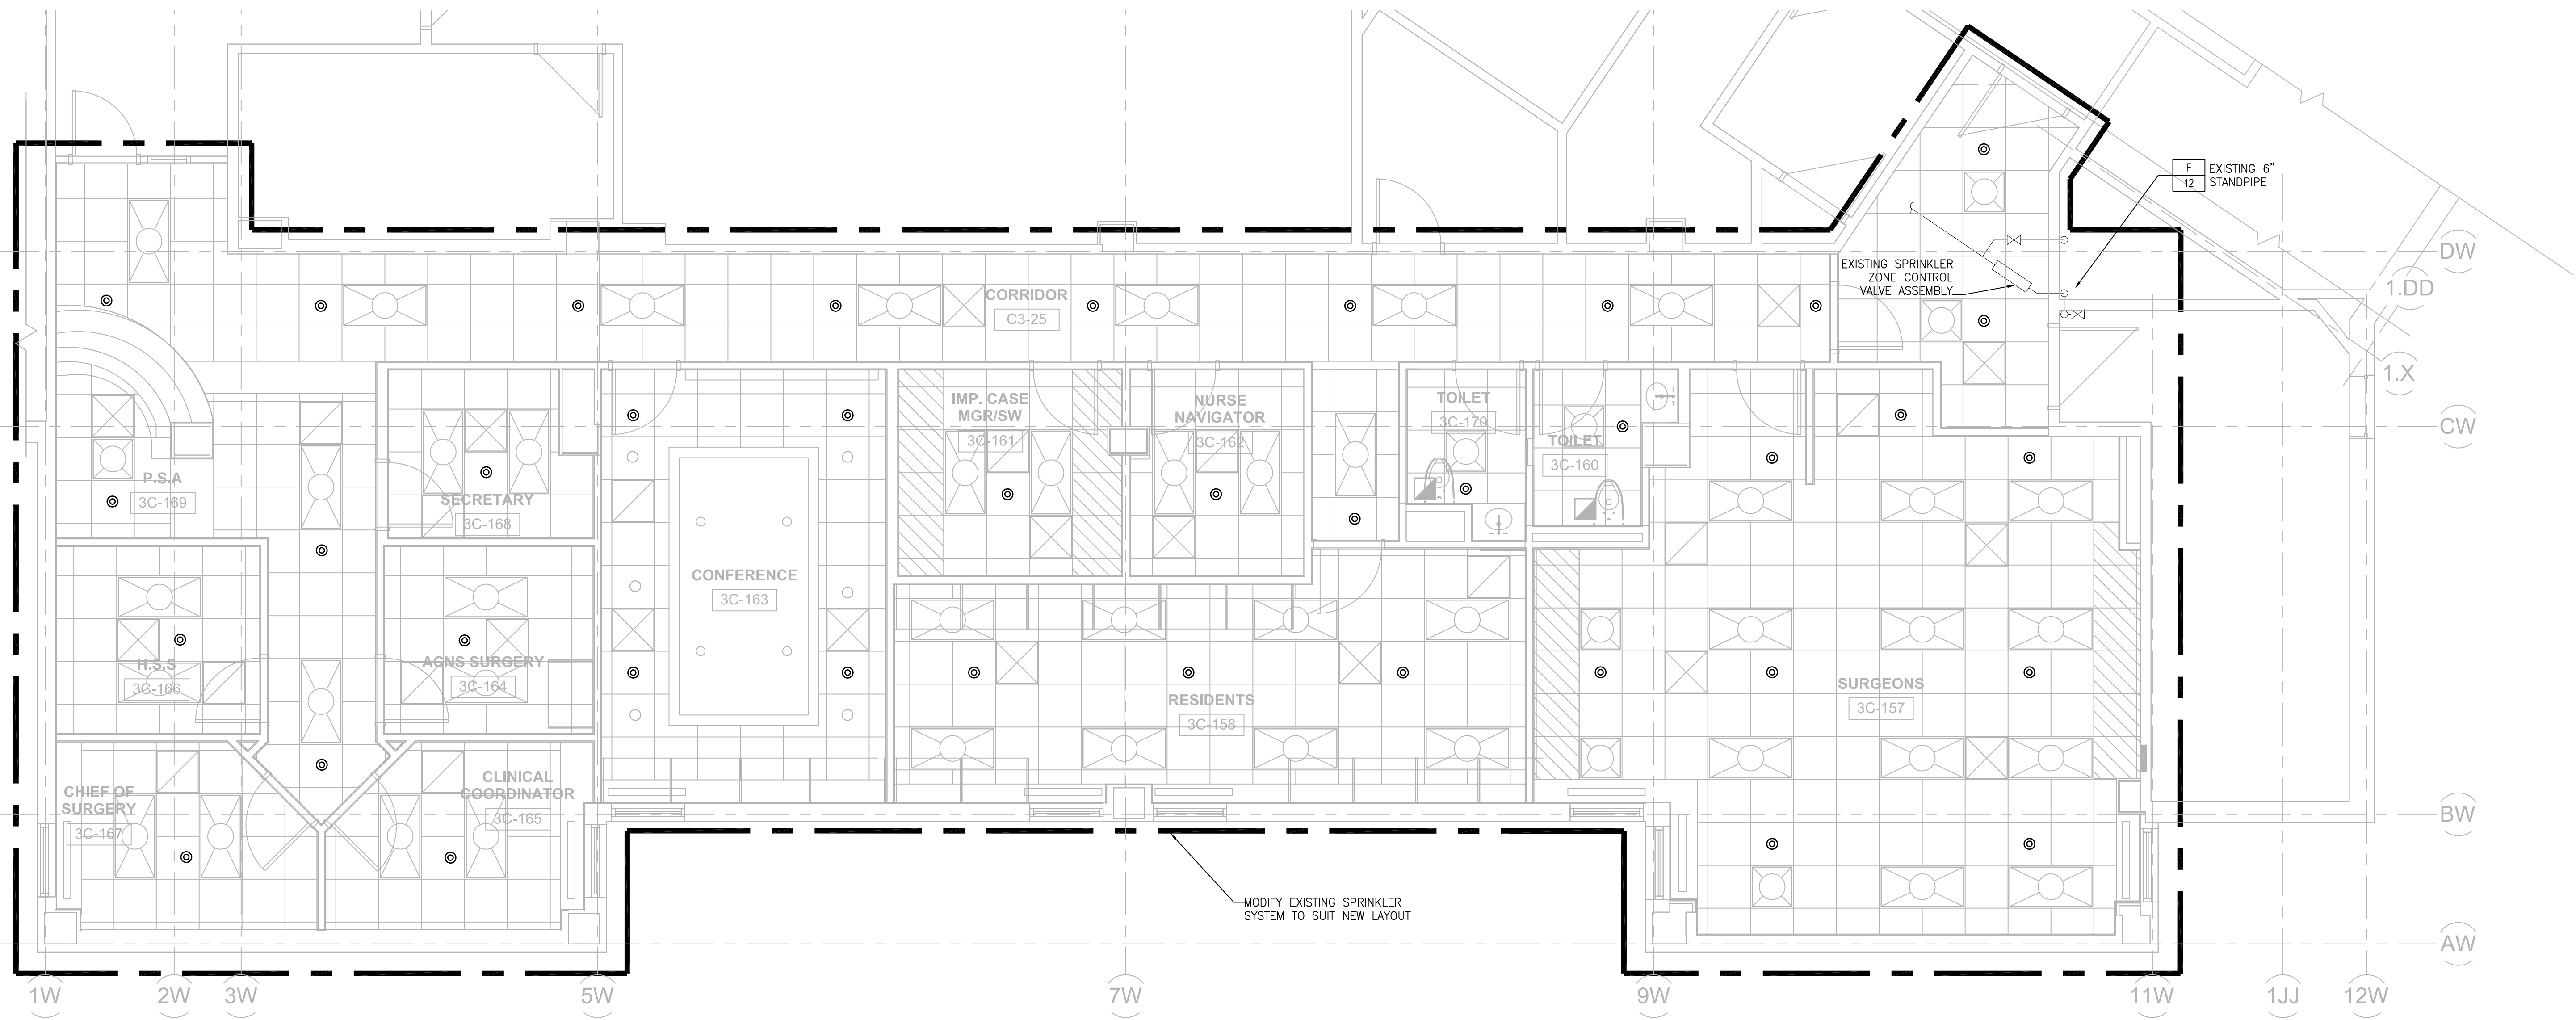 F
12
EXISTING 6"
STANDPIPE
DW
EXISTING SPRINKLER
ZONE CONTROL
VALVE ASSEMBLY
1.DD
CORRIDOR
C3-25
1.X
IMP. CASE
MGR/SW
3C-161
NURSE
NAVIGATOR
3C-162
TOILET
3C-170
TOILET
3C-160
CW
P.S.A
3C-169
SECRETARY
3C-168
CONFERENCE
3C-163
H.S.S
3C-166
ACNS SURGERY
3C-164
RESIDENTS
3C-158
SURGEONS
3C-157
CHIEF OF
SURGERY
3C-167
CLINICAL
COORDINATOR
3C-165
BW
MODIFY EXISTING SPRINKLER
SYSTEM TO SUIT NEW LAYOUT
AW
1W
2W
3W
5W
7W
9W
11W
1JJ
12W